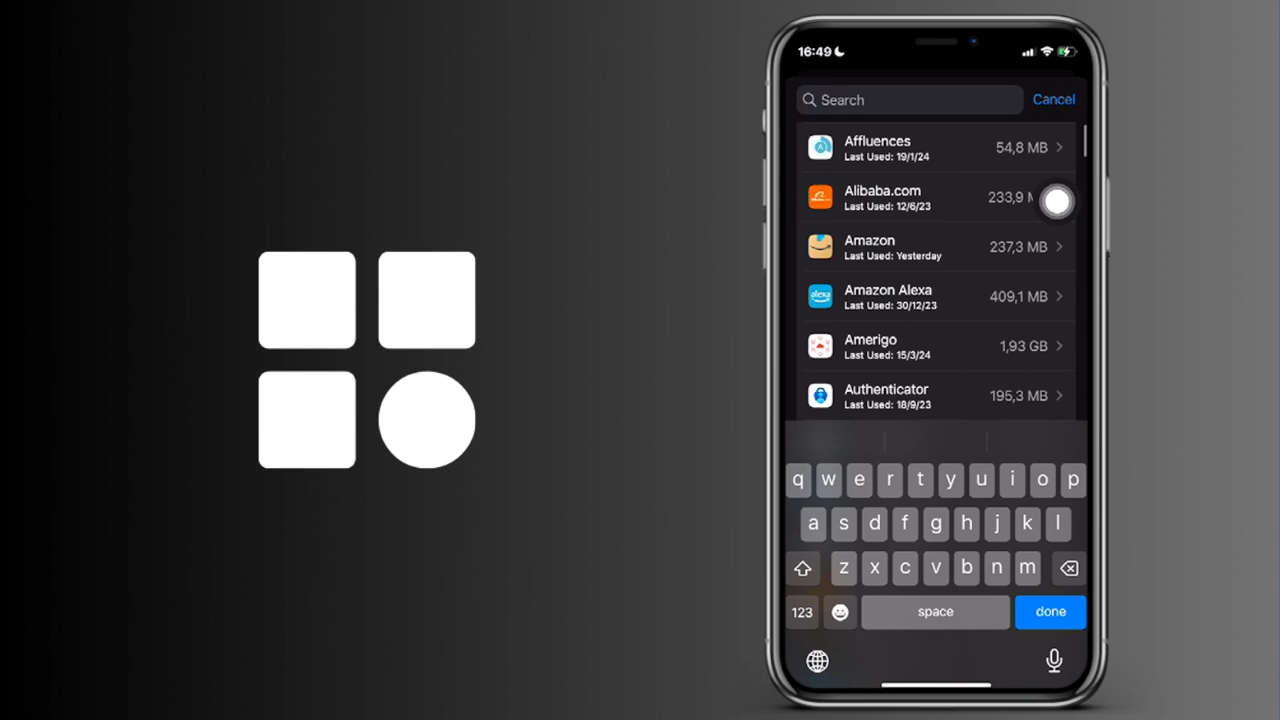 16:49
Search
Cancel
Affluences
54,8 MB
Last Used: 19/1/24
Alibaba.com
233,9 
Last Used: 12/6/23
Amazon
237,3 MB
Last Used: Yesterday
alexa
Amazon Alexa
409,1 MB
Last Used: 30/12/23
Amerigo
1,93 GB
Last Used: 15/3/24
Authenticator
195,3 MB
Last Used: 18/9/23
q w e r t y u i o p
a s d f g h j k l
z x c v b n m
123
space
done